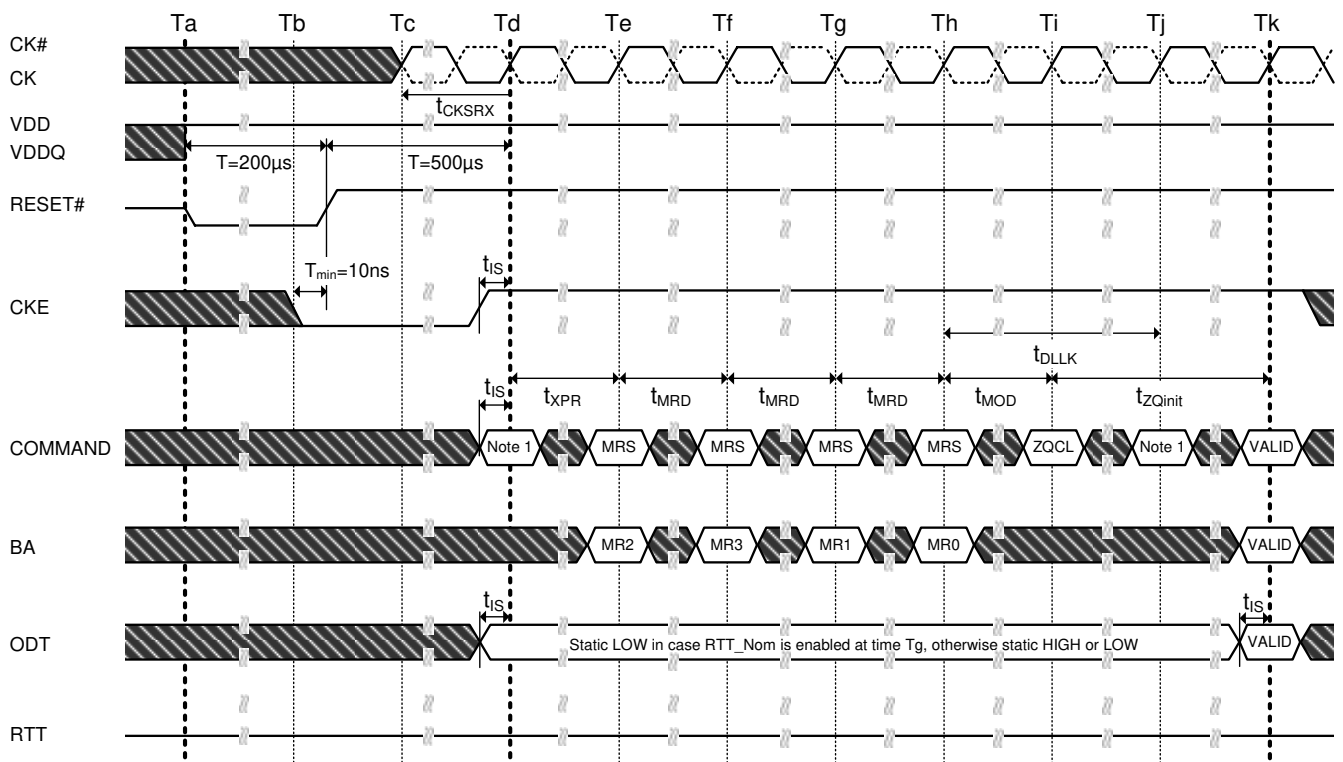 Ta Tb Tc Td Te Tf Tg Th Ti Tj Tk
CK#
CK
tCKSRX
VDD
VDDQ
T=200µs T=500µs
RESET#
Tmin=10ns tIS
CKE
tDLLK
tIS tXPR tMRD tMRD tMRD tMOD tZQinit
COMMAND Note 1 MRS MRS MRS MRS ZQCL Note 1 VALID
BA MR2 MR3 MR1 MR0 VALID
tIS tIS
ODT Static LOW in case RTT_Nom is enabled at time Tg, otherwise static HIGH or LOW VALID
RTT